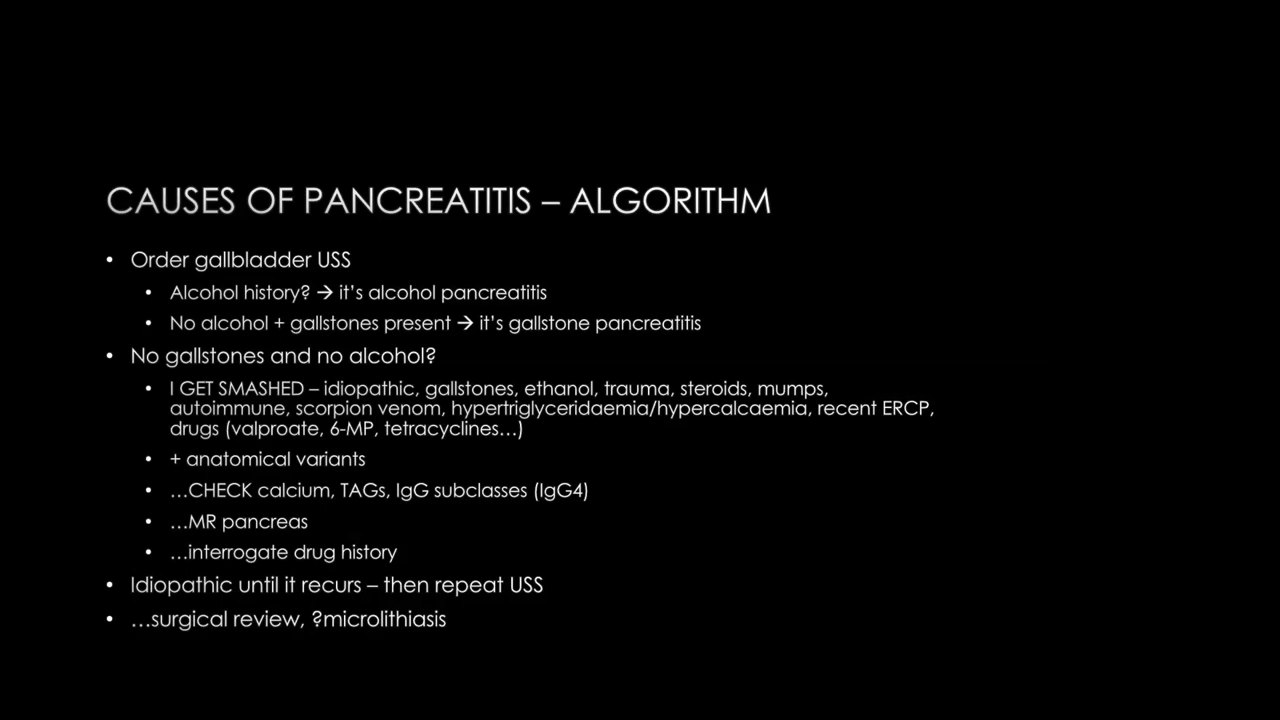 CAUSES OF PANCREATITIS – ALGORITHM
• Order gallbladder USS
• Alcohol history? → it's alcohol pancreatitis
• No alcohol + gallstones present → it's gallstone pancreatitis
• No gallstones and no alcohol?
• I GET SMASHED – idiopathic, gallstones, ethanol, trauma, steroids, mumps,
autoimmune, scorpion venom, hypertriglyceridaemia/hypercalcaemia, recent ERCP,
drugs (valproate, 6-MP, tetracyclines…)
• + anatomical variants
• …CHECK calcium, TAGs, IgG subclasses (IgG4)
• …MR pancreas
• …interrogate drug history
• Idiopathic until it recurs – then repeat USS
• …surgical review, ?microlithiasis